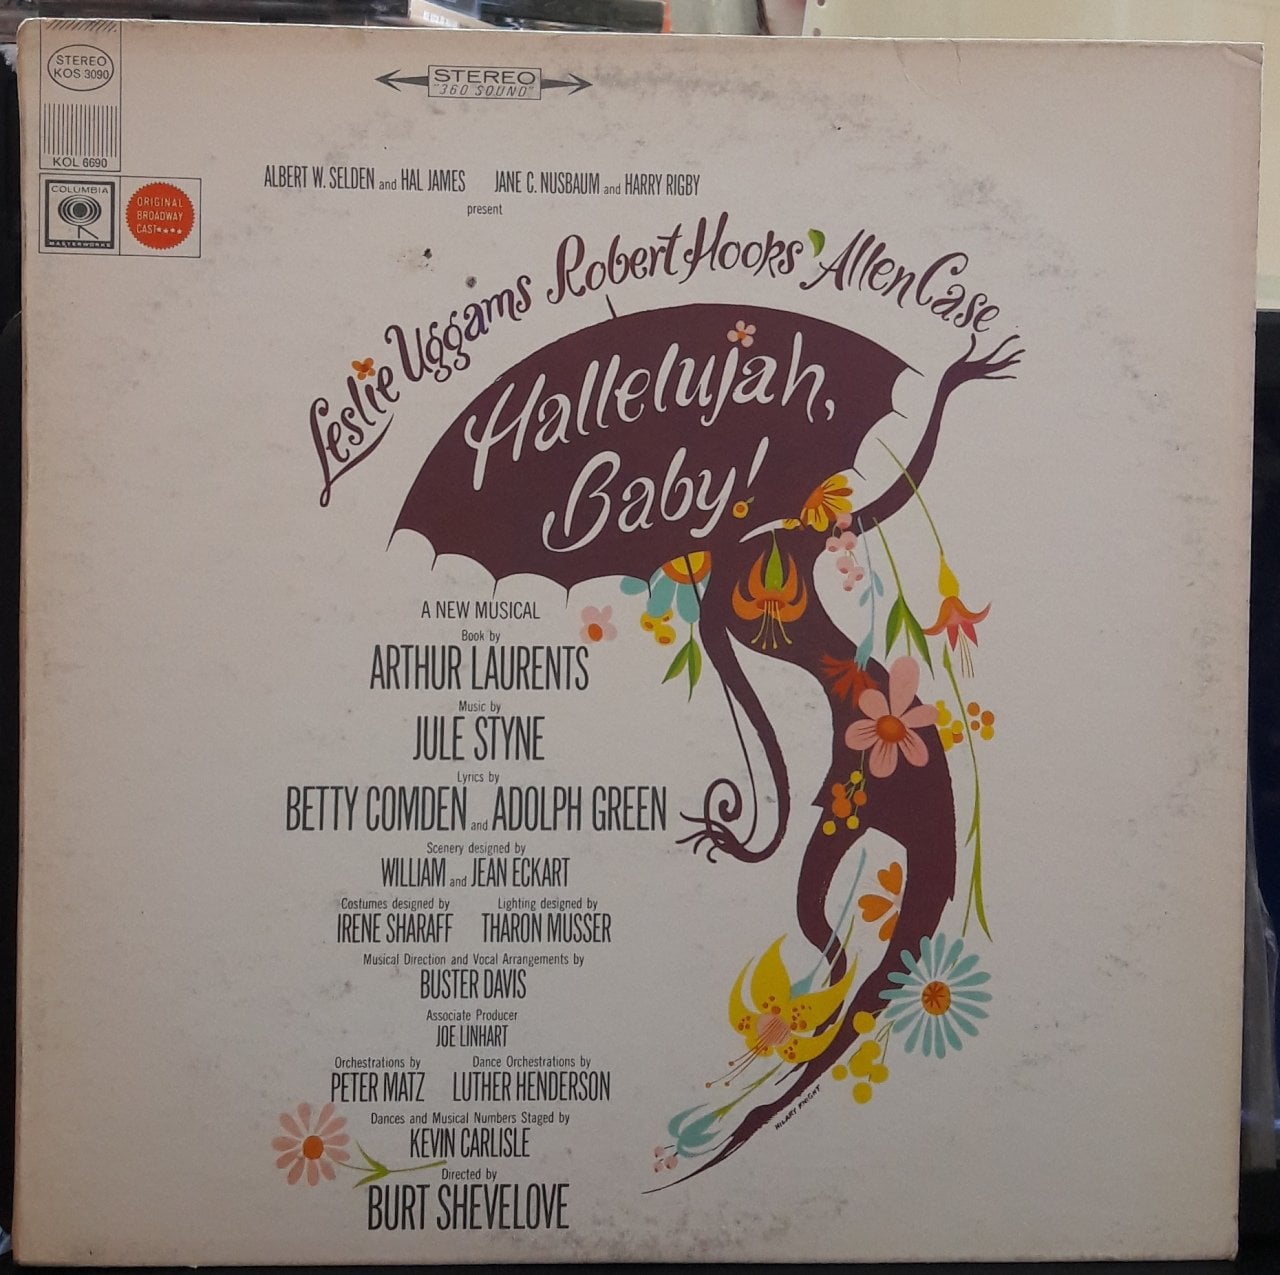 STEREO
KOS 3090
KOL 6690
COLUMBIA
MASTERWORKS
ORIGINAL
BROADWAY
CAST★★★★
STEREO
"360 SOUND"
ALBERT W. SELDEN and HAL JAMES JANE C. NUSBAUM and HARRY RIGBY
present
Leslie Uggams Robert Hooks Allen Case
Hallelujah,
Baby!
A NEW MUSICAL
Book by
ARTHUR LAURENTS
Music by
JULE STYNE
Lyrics by
BETTY COMDEN and ADOLPH GREEN
Scenery designed by
WILLIAM and JEAN ECKART
Costumes designed by Lighting designed by
IRENE SHARAFF THARON MUSSER
Musical Direction and Vocal Arrangements by
BUSTER DAVIS
Associate Producer
JOE LINHART
Orchestrations by Dance Orchestrations by
PETER MATZ LUTHER HENDERSON
Dances and Musical Numbers Staged by
KEVIN CARLISLE
Directed by
BURT SHEVELOVE
HILARY KNIGHT